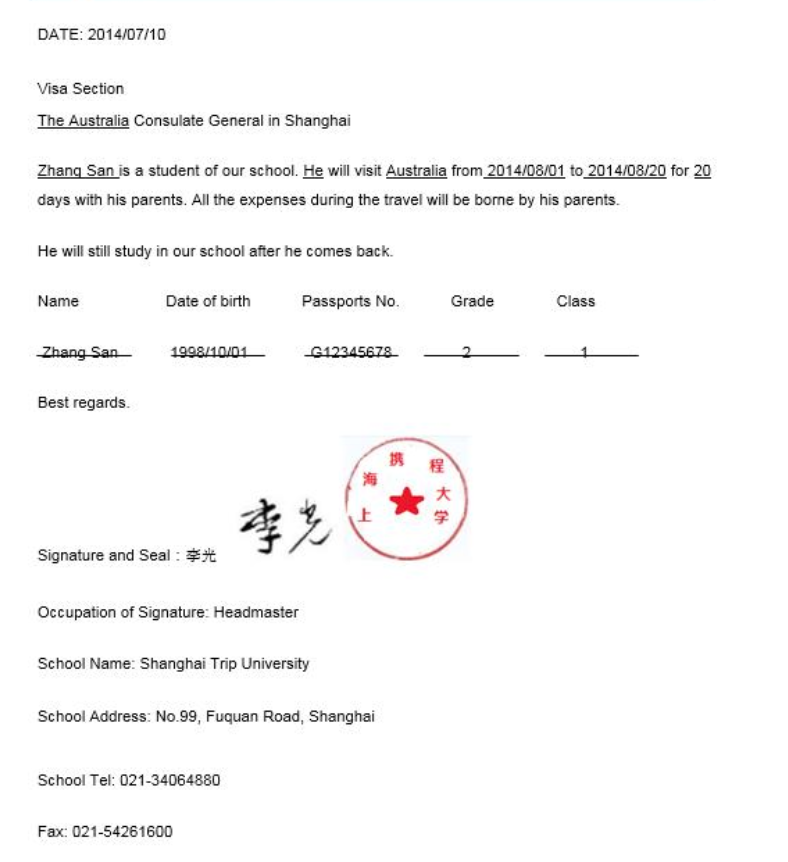 DATE: 2014/07/10
Visa Section
The Australia Consulate General in Shanghai
Zhang San is a student of our school. He will visit Australia from 2014/08/01 to 2014/08/20 for 20
days with his parents. All the expenses during the travel will be borne by his parents.
He will still study in our school after he comes back.
Name Date of birth Passports No. Grade Class
Zhang San 1998/10/01 G12345678 2 1
Best regards.
上海携程大学
李光
Signature and Seal : 李光
Occupation of Signature: Headmaster
School Name: Shanghai Trip University
School Address: No.99, Fuquan Road, Shanghai
School Tel: 021-34064880
Fax: 021-54261600